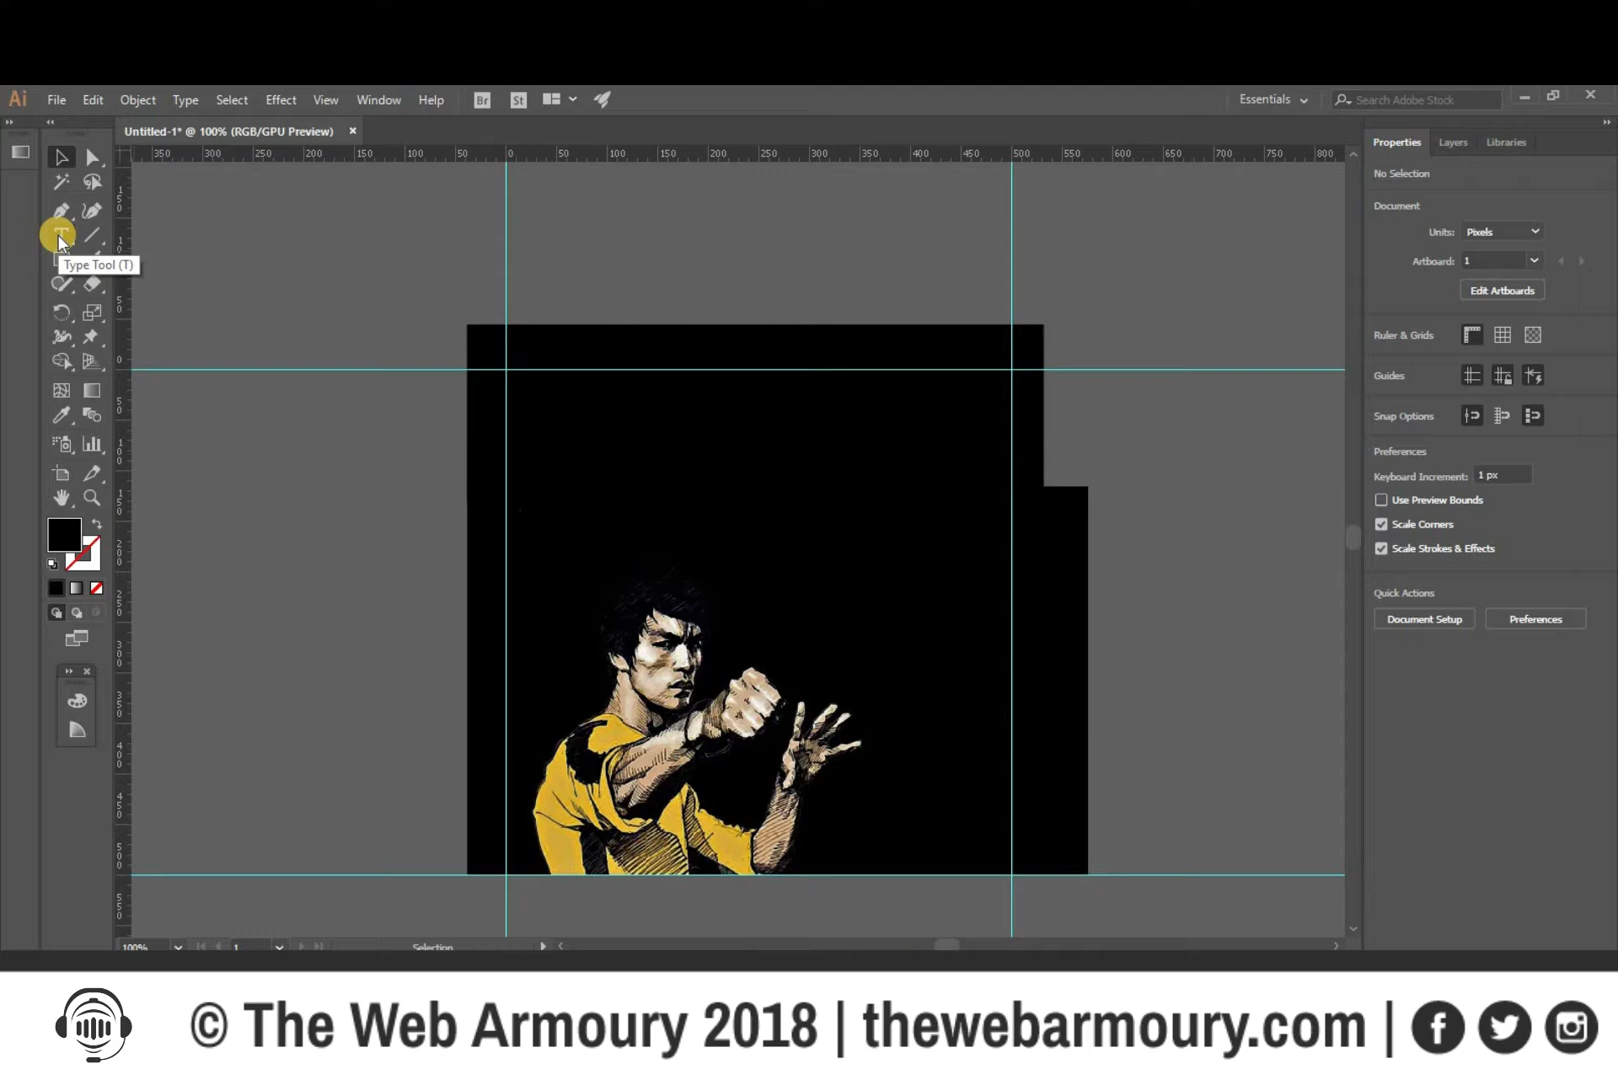 Ai File Edit Object Type Select Effect View Window Help Br St Essentials Search Adobe Stock
Untitled-1* @ 100% (RGB/GPU Preview)
350 300 250 200 150 100 50 0 50 100 150 200 250 300 350 400 450 500 550 600 650 700 750 800
Properties Layers Libraries
No Selection
Document
Units: Pixels
Artboard: 1
Edit Artboards
Type Tool (T)
Ruler & Grids
Guides
Snap Options
Preferences
Keyboard Increment: 1 px
Use Preview Bounds
Scale Corners
Scale Strokes & Effects
Quick Actions
Document Setup Preferences
100% 1 Selection
© The Web Armoury 2018 | thewebarmoury.com |